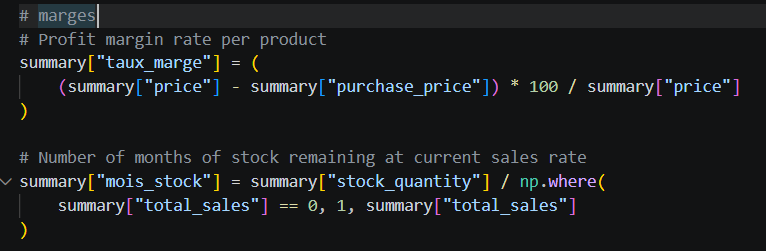 # marges
# Profit margin rate per product
summary["taux_marge"] = (
    (summary["price"] - summary["purchase_price"]) * 100 / summary["price"]
)

# Number of months of stock remaining at current sales rate
summary["mois_stock"] = summary["stock_quantity"] / np.where(
    summary["total_sales"] == 0, 1, summary["total_sales"]
)